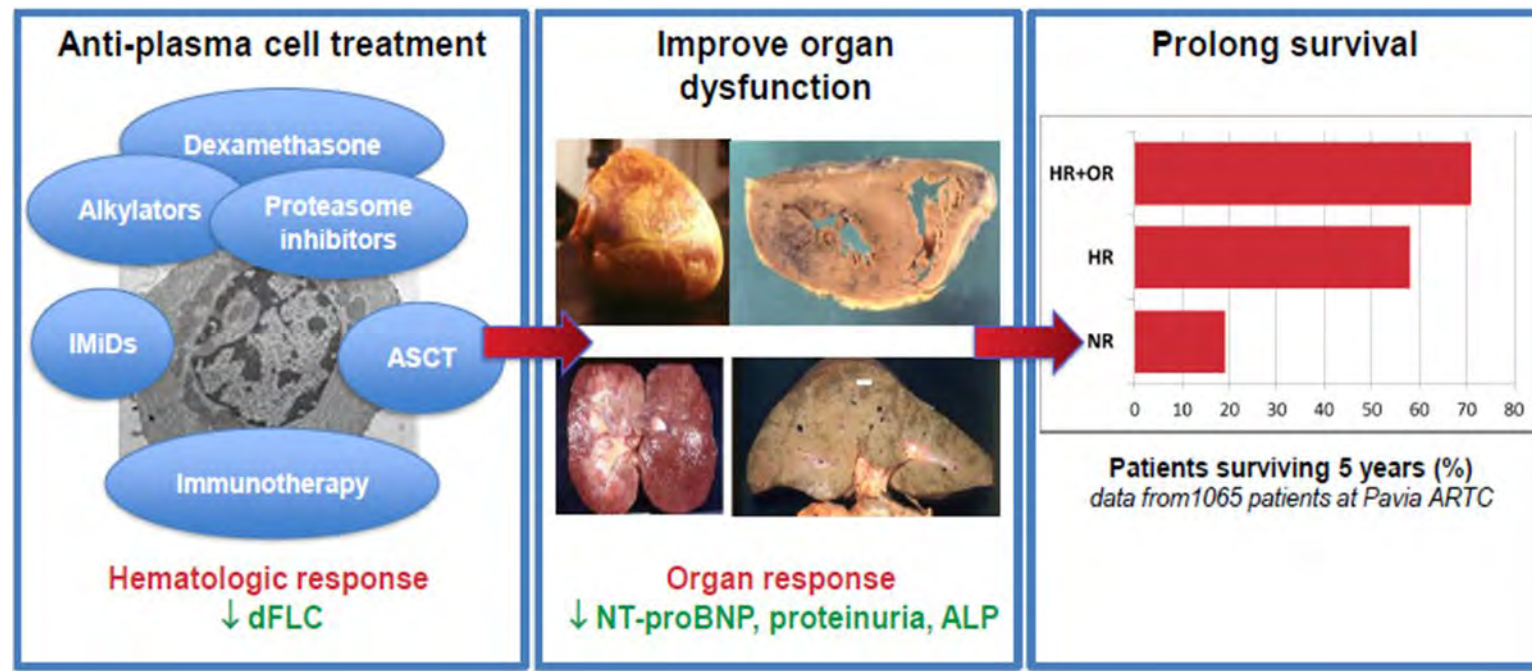 Anti-plasma cell treatment
Dexamethasone
Alkylators
Proteasome
inhibitors
IMiDs
ASCT
Immunotherapy
Hematologic response
↓ dFLC
Improve organ
dysfunction
Organ response
↓ NT-proBNP, proteinuria, ALP
Prolong survival
HR+OR
HR
NR
0 10 20 30 40 50 60 70 80
Patients surviving 5 years (%)
data from1065 patients at Pavia ARTC